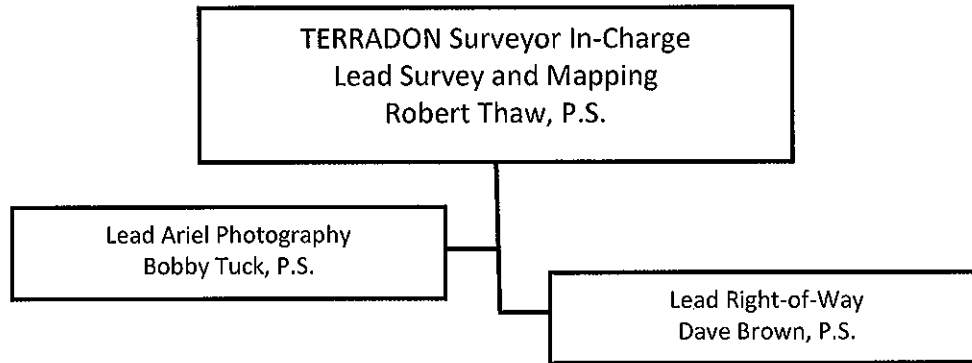 TERRADON Surveyor In-Charge
Lead Survey and Mapping
Robert Thaw, P.S.
Lead Ariel Photography
Bobby Tuck, P.S.
Lead Right-of-Way
Dave Brown, P.S.